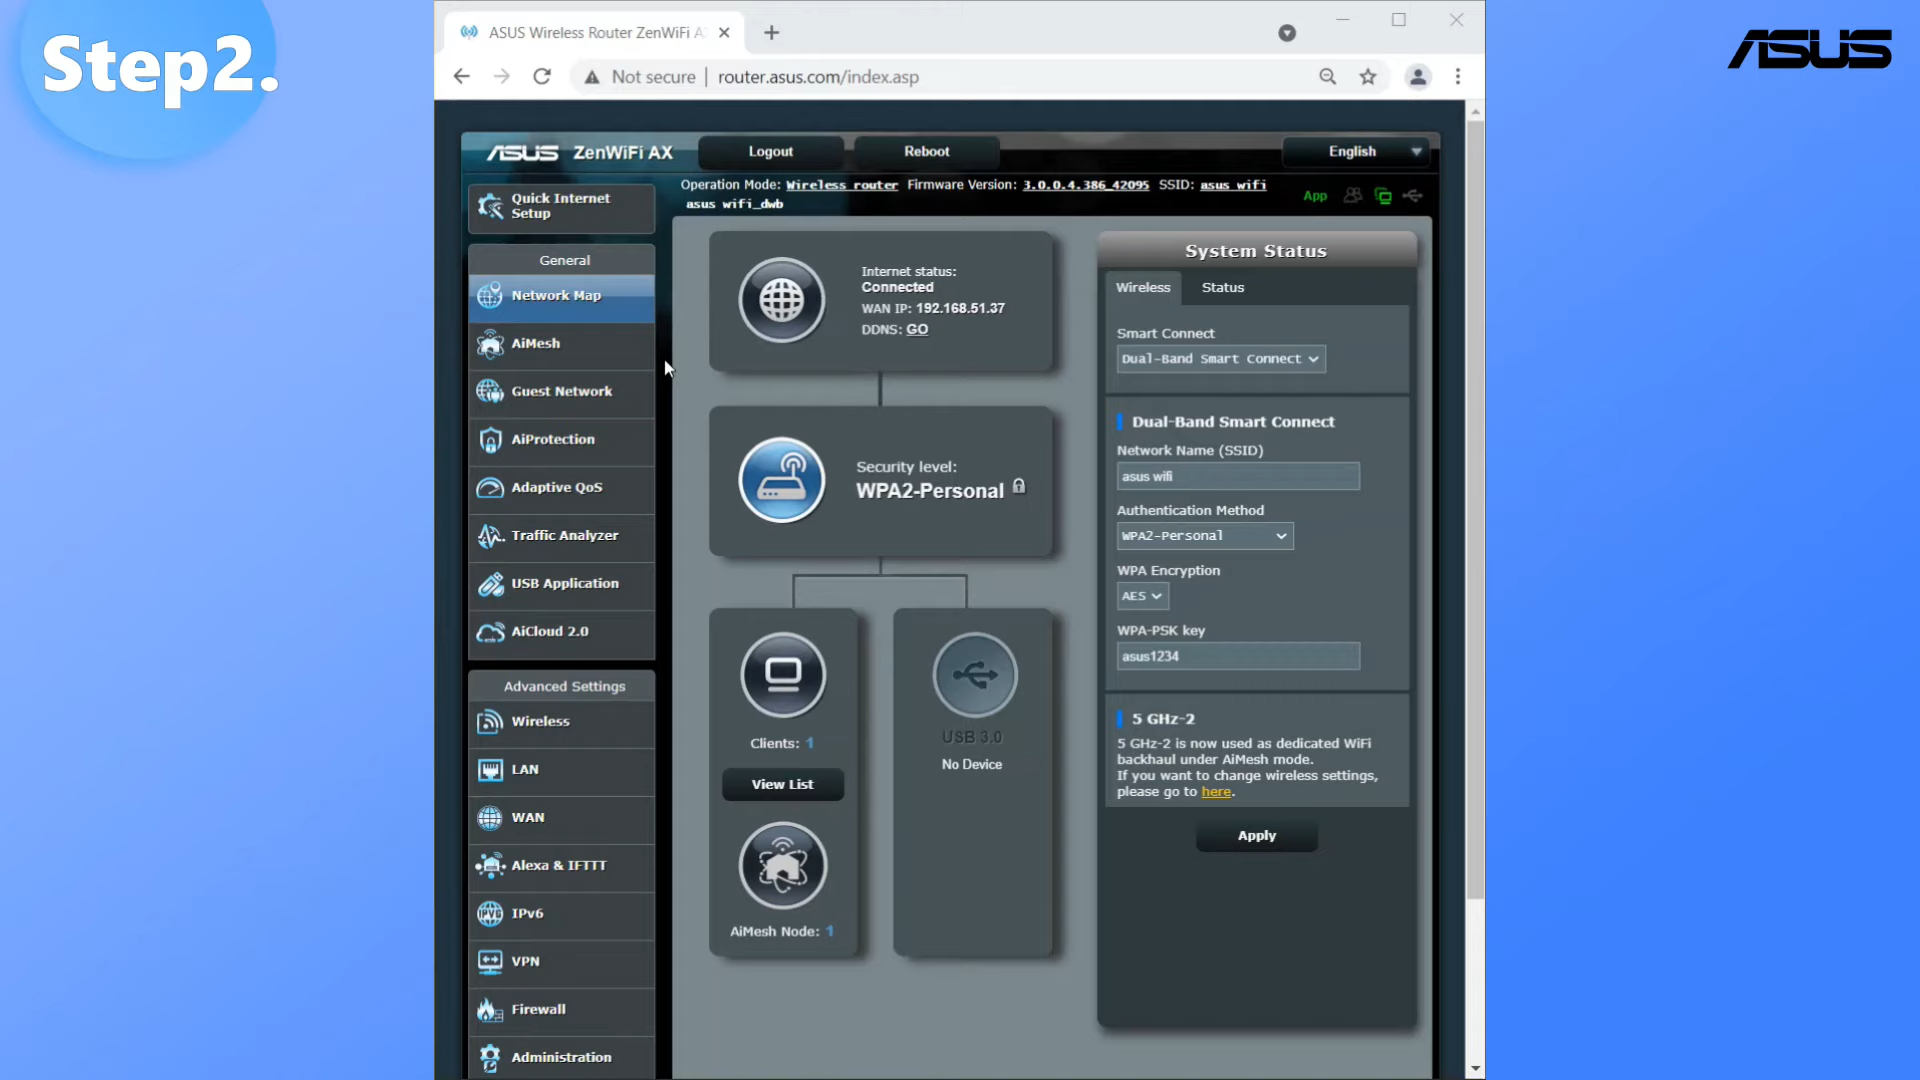 Step2.
ASUS
ASUS Wireless Router ZenWiFi A
Not secure | router.asus.com/index.asp
ASUS ZenWiFi AX
Logout
Reboot
English
Operation Mode: Wireless router Firmware Version: 3.0.0.4.386_42095 SSID: asus wifi
asus wifi_dwb
App
Quick Internet
Setup
General
Network Map
AiMesh
Guest Network
AiProtection
Adaptive QoS
Traffic Analyzer
USB Application
AiCloud 2.0
Advanced Settings
Wireless
LAN
WAN
Alexa & IFTTT
IPv6
VPN
Firewall
Administration
Internet status:
Connected
WAN IP: 192.168.51.37
DDNS: GO
Security level:
WPA2-Personal
Clients: 1
View List
AiMesh Node: 1
USB 3.0
No Device
System Status
Wireless
Status
Smart Connect
Dual-Band Smart Connect
Dual-Band Smart Connect
Network Name (SSID)
asus wifi
Authentication Method
WPA2-Personal
WPA Encryption
AES
WPA-PSK key
asus1234
5 GHz-2
5 GHz-2 is now used as dedicated WiFi
backhaul under AiMesh mode.
If you want to change wireless settings,
please go to here.
Apply